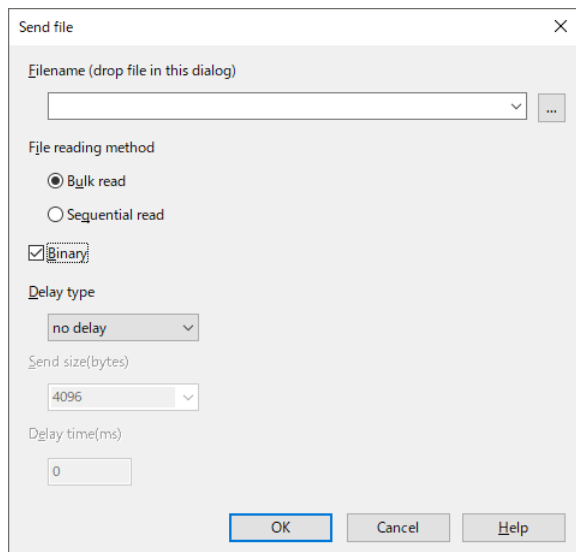 Send file
Filename (drop file in this dialog)
...
File reading method
Bulk read
Sequential read
Binary
Delay type
no delay
Send size(bytes)
4096
Delay time(ms)
0
OK Cancel Help